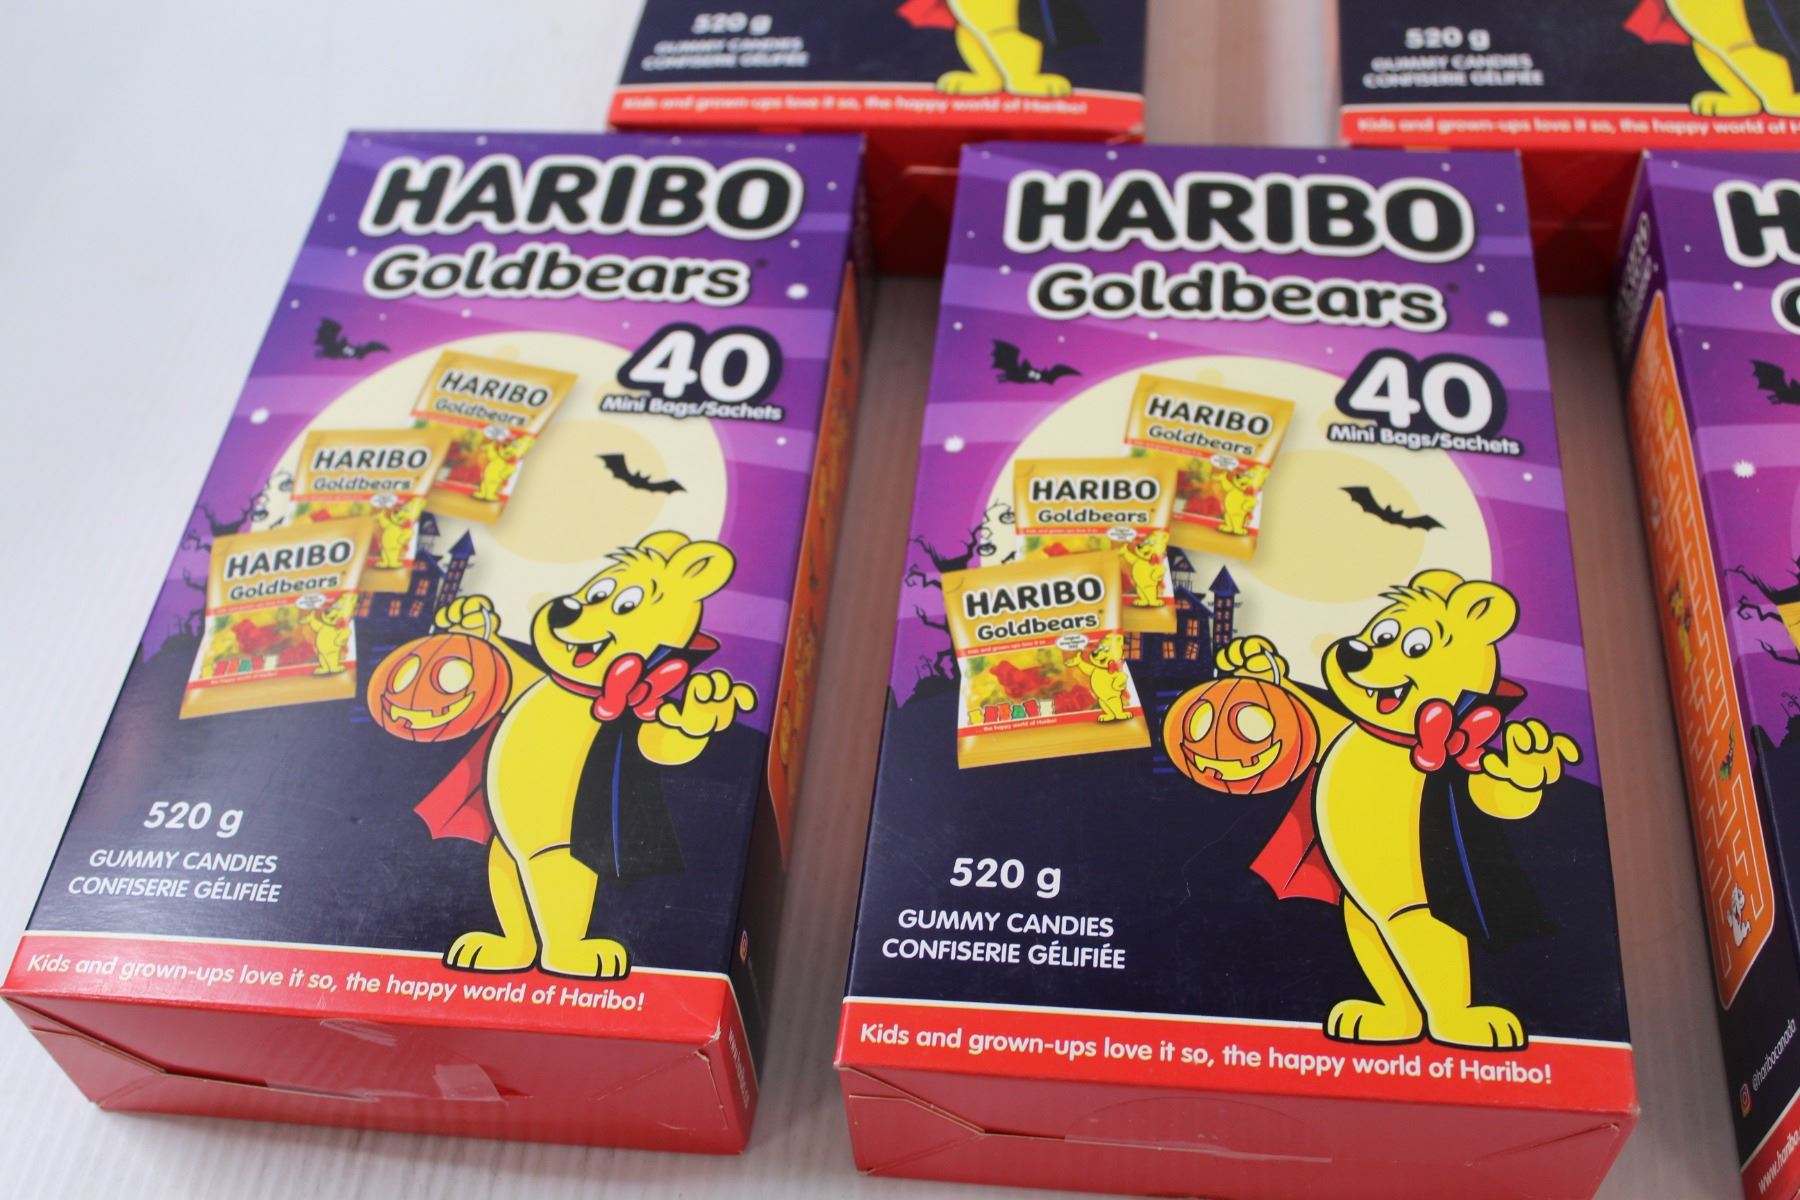 520 g
GUMMY CANDIES
CONFISERIE GÉLIFIÉE
Kids and grown-ups love it so, the happy world of Haribo!
520 g
GUMMY CANDIES
CONFISERIE GÉLIFIÉE
Kids and grown-ups love it so, the happy world of
HARIBO
Goldbears
40
Mini Bags/Sachets
HARIBO
Goldbears
HARIBO
Goldbears
HARIBO
Goldbears
520 g
GUMMY CANDIES
CONFISERIE GÉLIFIÉE
Kids and grown-ups love it so, the happy world of Haribo!
HARIBO
Goldbears
40
Mini Bags/Sachets
HARIBO
Goldbears
HARIBO
Goldbears
HARIBO
Goldbears
520 g
GUMMY CANDIES
CONFISERIE GÉLIFIÉE
Kids and grown-ups love it so, the happy world of Haribo!
@haribocanada